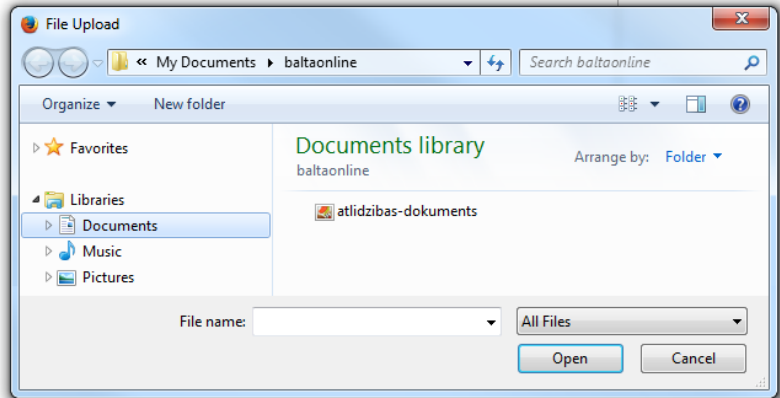 File Upload
« My Documents baltaonline
Search baltaonline
Organize New folder
Favorites
Libraries
Documents
Music
Pictures
Documents library
baltaonline
Arrange by: Folder
atlidzibas-dokuments
File name:
All Files
Open Cancel